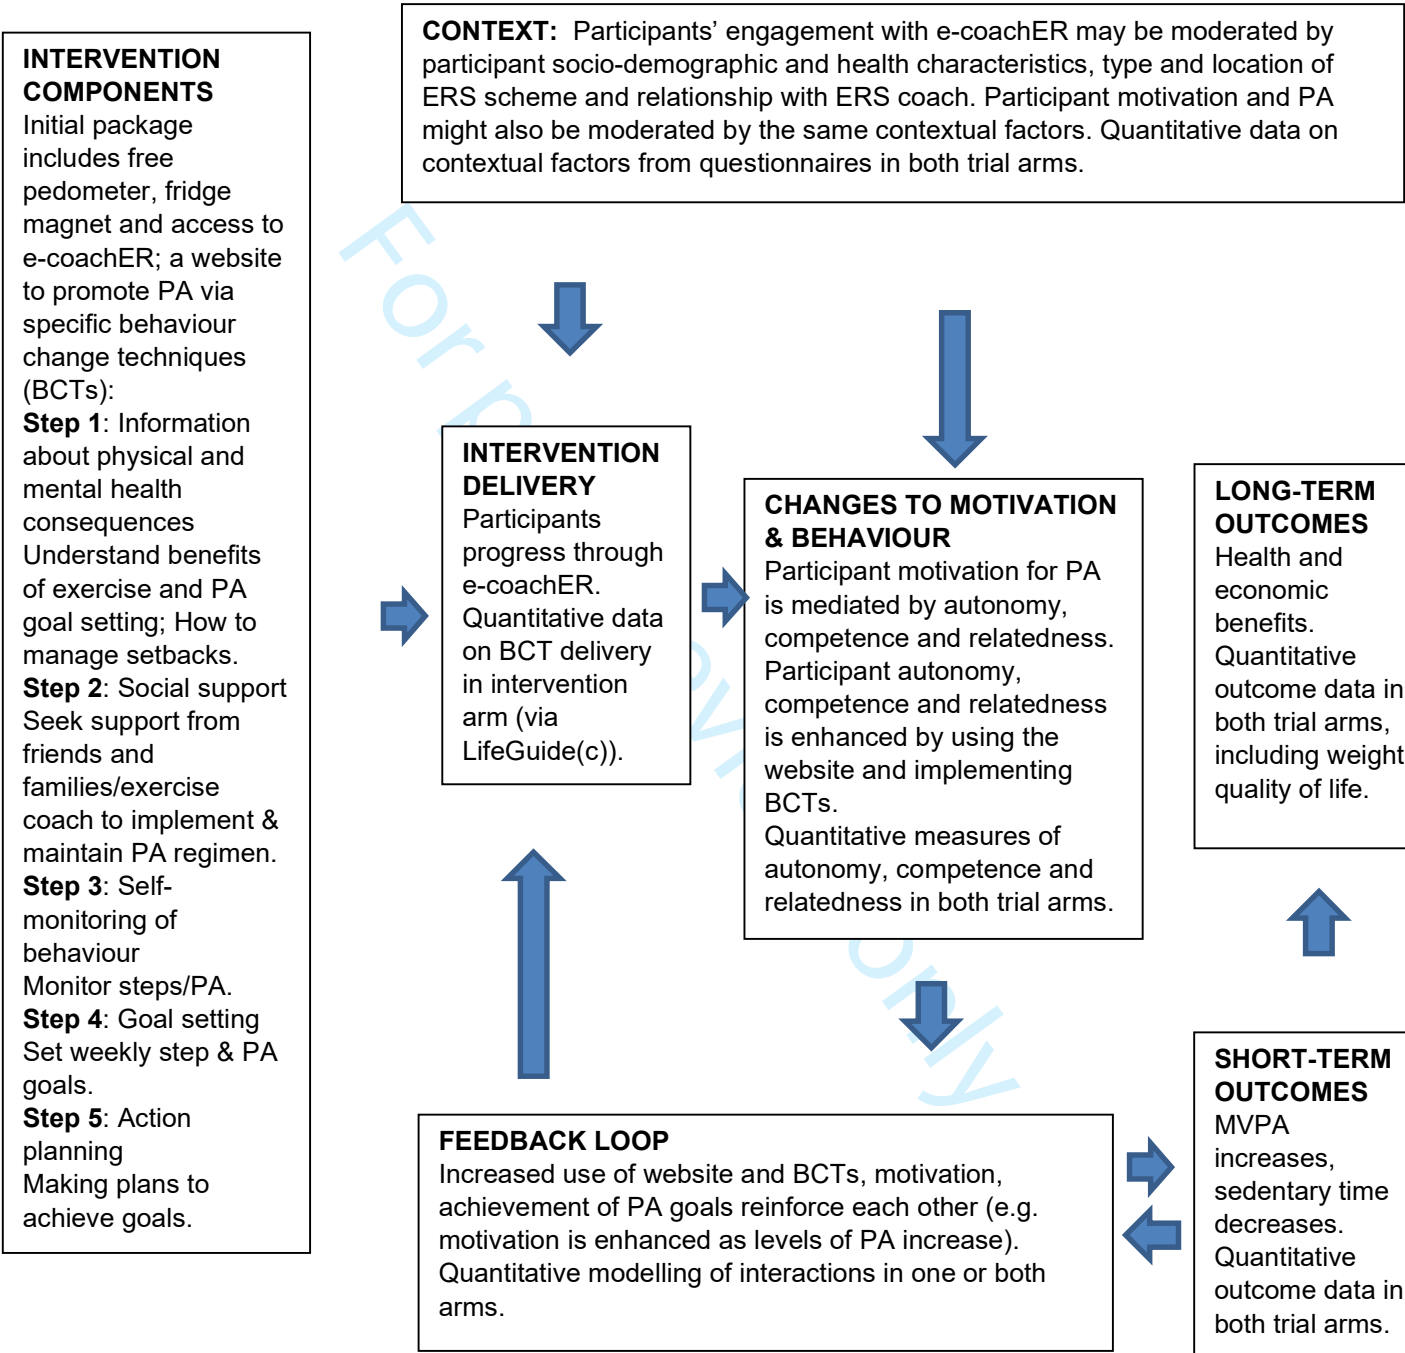 INTERVENTION
COMPONENTS
Initial package
includes free
pedometer, fridge
magnet and access to
e-coachER; a website
to promote PA via
specific behaviour
change techniques
(BCTs):
Step 1: Information
about physical and
mental health
consequences
Understand benefits
of exercise and PA
goal setting; How to
manage setbacks.
Step 2: Social support
Seek support from
friends and
families/exercise
coach to implement &
maintain PA regimen.
Step 3: Self-
monitoring of
behaviour
Monitor steps/PA.
Step 4: Goal setting
Set weekly step & PA
goals.
Step 5: Action
planning
Making plans to
achieve goals.
CONTEXT: Participants’ engagement with e-coachER may be moderated by
participant socio-demographic and health characteristics, type and location of
ERS scheme and relationship with ERS coach. Participant motivation and PA
might also be moderated by the same contextual factors. Quantitative data on
contextual factors from questionnaires in both trial arms.
INTERVENTION
DELIVERY
Participants
progress through
e-coachER.
Quantitative data
on BCT delivery
in intervention
arm (via
LifeGuide(c)).
CHANGES TO MOTIVATION
& BEHAVIOUR
Participant motivation for PA
is mediated by autonomy,
competence and relatedness.
Participant autonomy,
competence and relatedness
is enhanced by using the
website and implementing
BCTs.
Quantitative measures of
autonomy, competence and
relatedness in both trial arms.
LONG-TERM
OUTCOMES
Health and
economic
benefits.
Quantitative
outcome data in
both trial arms,
including weight
quality of life.
FEEDBACK LOOP
Increased use of website and BCTs, motivation,
achievement of PA goals reinforce each other (e.g.
motivation is enhanced as levels of PA increase).
Quantitative modelling of interactions in one or both
arms.
SHORT-TERM
OUTCOMES
MVPA
increases,
sedentary time
decreases.
Quantitative
outcome data in
both trial arms.
For only